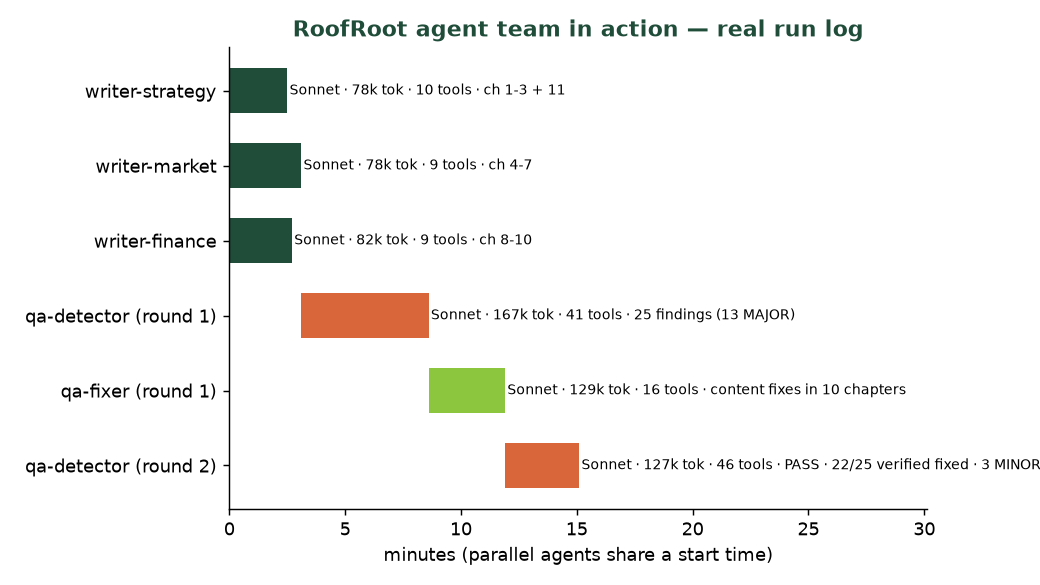 RoofRoot agent team in action — real run log
writer-strategy
Sonnet · 78k tok · 10 tools · ch 1-3 + 11
writer-market
Sonnet · 78k tok · 9 tools · ch 4-7
writer-finance
Sonnet · 82k tok · 9 tools · ch 8-10
qa-detector (round 1)
Sonnet · 167k tok · 41 tools · 25 findings (13 MAJOR)
qa-fixer (round 1)
Sonnet · 129k tok · 16 tools · content fixes in 10 chapters
qa-detector (round 2)
Sonnet · 127k tok · 46 tools · PASS · 22/25 verified fixed · 3 MINOR
0 5 10 15 20 25 30
minutes (parallel agents share a start time)